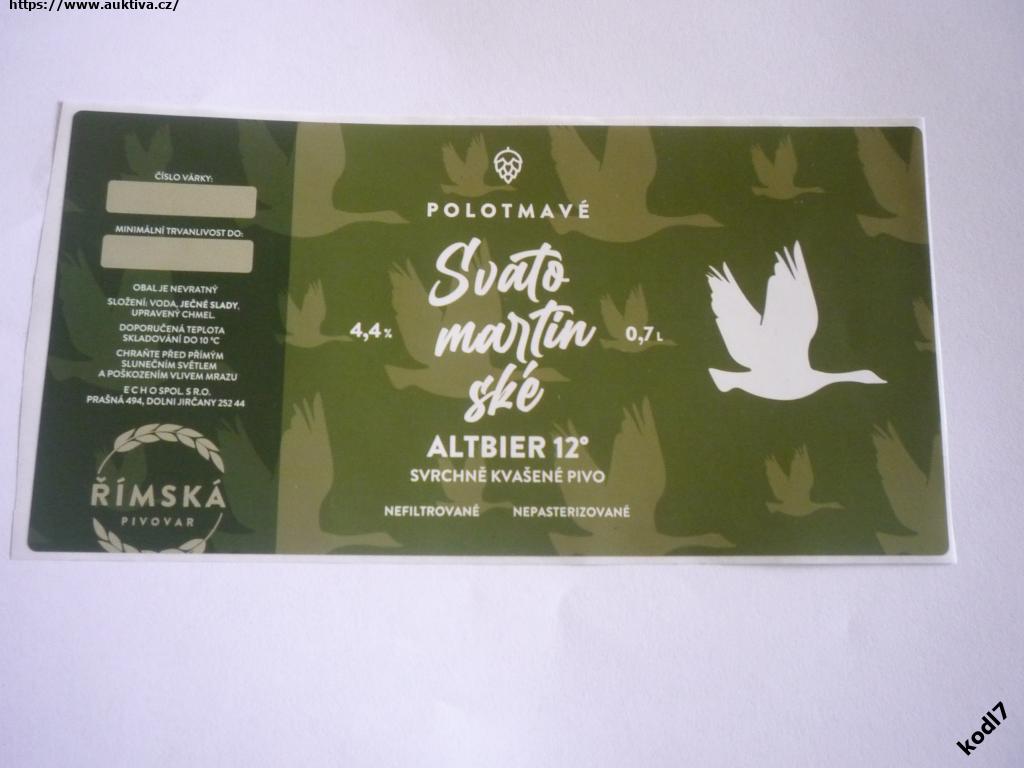 https://www.auktiva.cz/
ČÍSLO VÁRKY:
MINIMÁLNÍ TRVANLIVOST DO:
OBAL JE NEVRATNÝ
SLOŽENÍ: VODA, JEČNÉ SLADY,
UPRAVENÝ CHMEL.
DOPORUČENÁ TEPLOTA
SKLADOVÁNÍ DO 10 °C
CHRAŇTE PŘED PŘÍMÝM
SLUNEČNÍM SVĚTLEM
A POŠKOZENÍM VLIVEM MRAZU
E C H O SPOL. S R.O.
PRAŠNÁ 494, DOLNI JIRČANY 252 44
ŘÍMSKÁ
PIVOVAR
POLOTMAVÉ
Svato
martin
ské
4,4 %
0,7 L
ALTBIER 12°
SVRCHNĚ KVAŠENÉ PIVO
NEFILTROVANÉ NEPASTERIZOVANÉ
kodl7